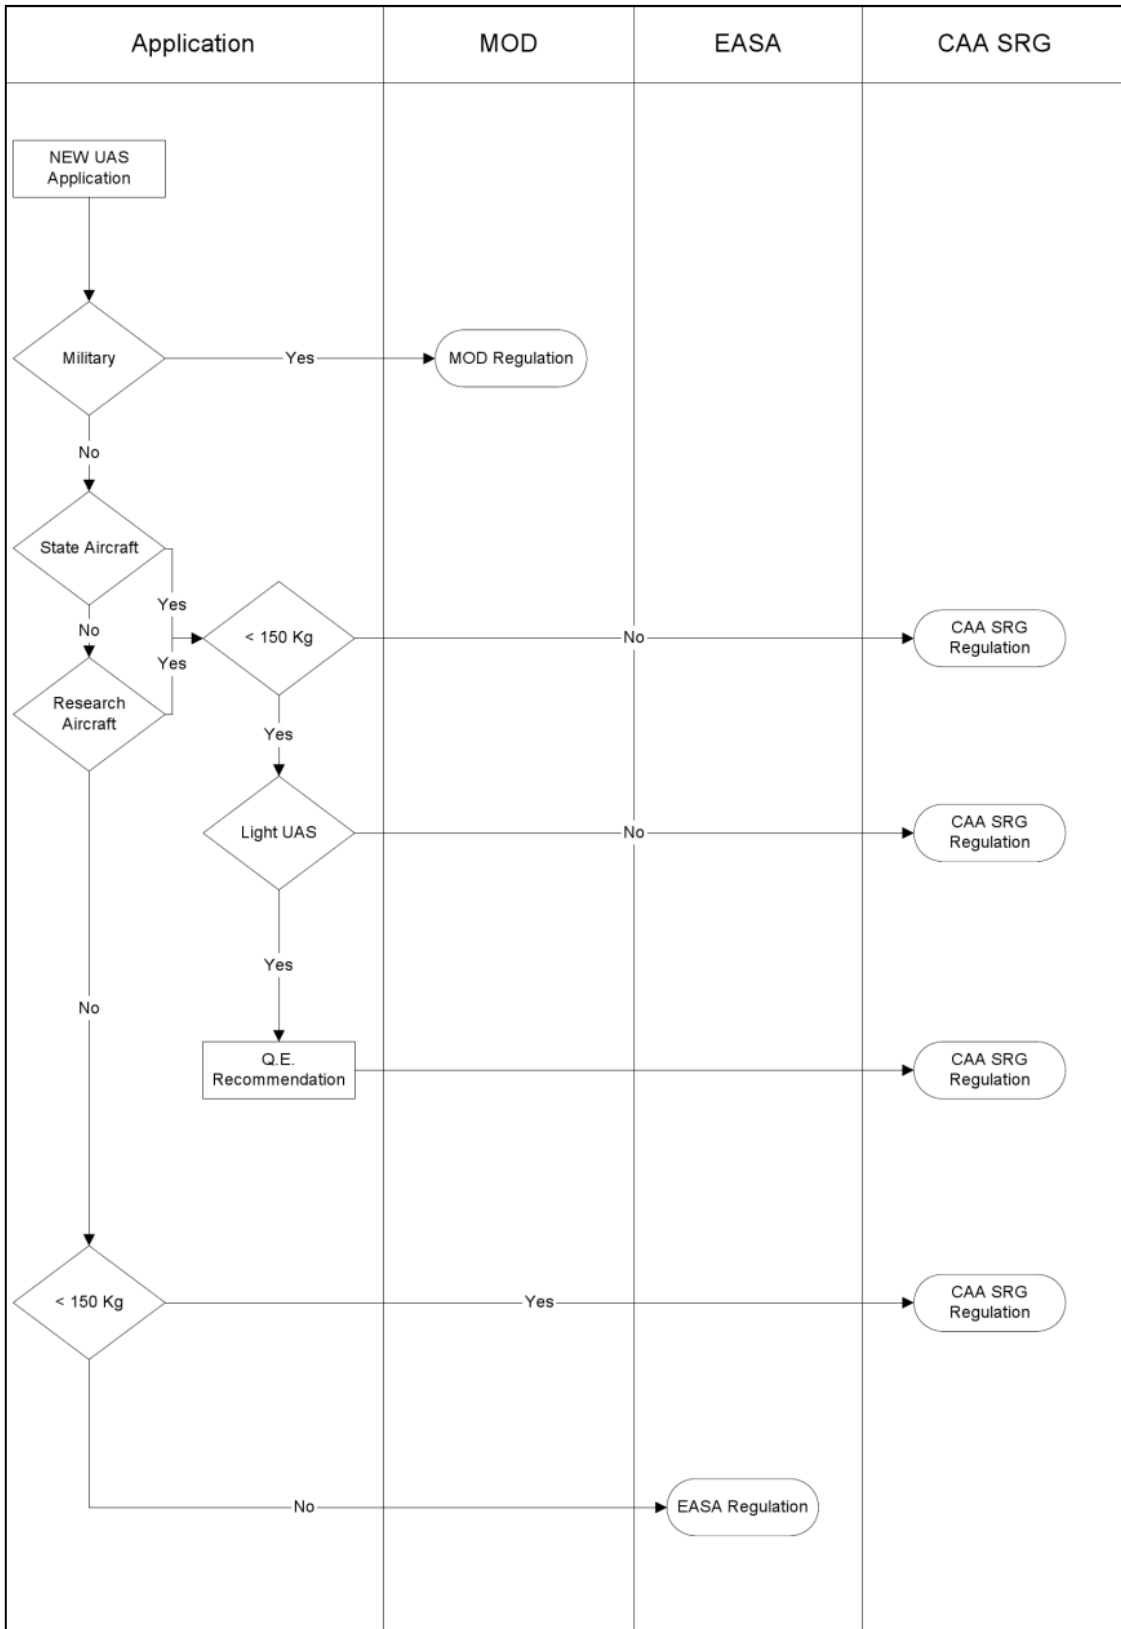 Application
MOD
EASA
CAA SRG
NEW UAS
Application
Military
Yes
MOD Regulation
No
State Aircraft
Yes
No
< 150 Kg
No
CAA SRG
Regulation
Yes
Research
Aircraft
Yes
Light UAS
No
CAA SRG
Regulation
Yes
No
Q.E.
Recommendation
CAA SRG
Regulation
< 150 Kg
Yes
CAA SRG
Regulation
No
EASA Regulation